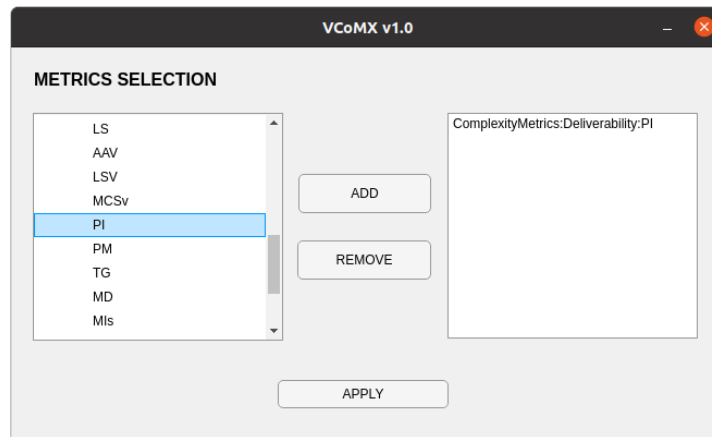 VCoMX v1.0
METRICS SELECTION
LS
AAV
LSV
MCSv
PI
PM
TG
MD
MIs
ADD
REMOVE
ComplexityMetrics:Deliverability:PI
APPLY